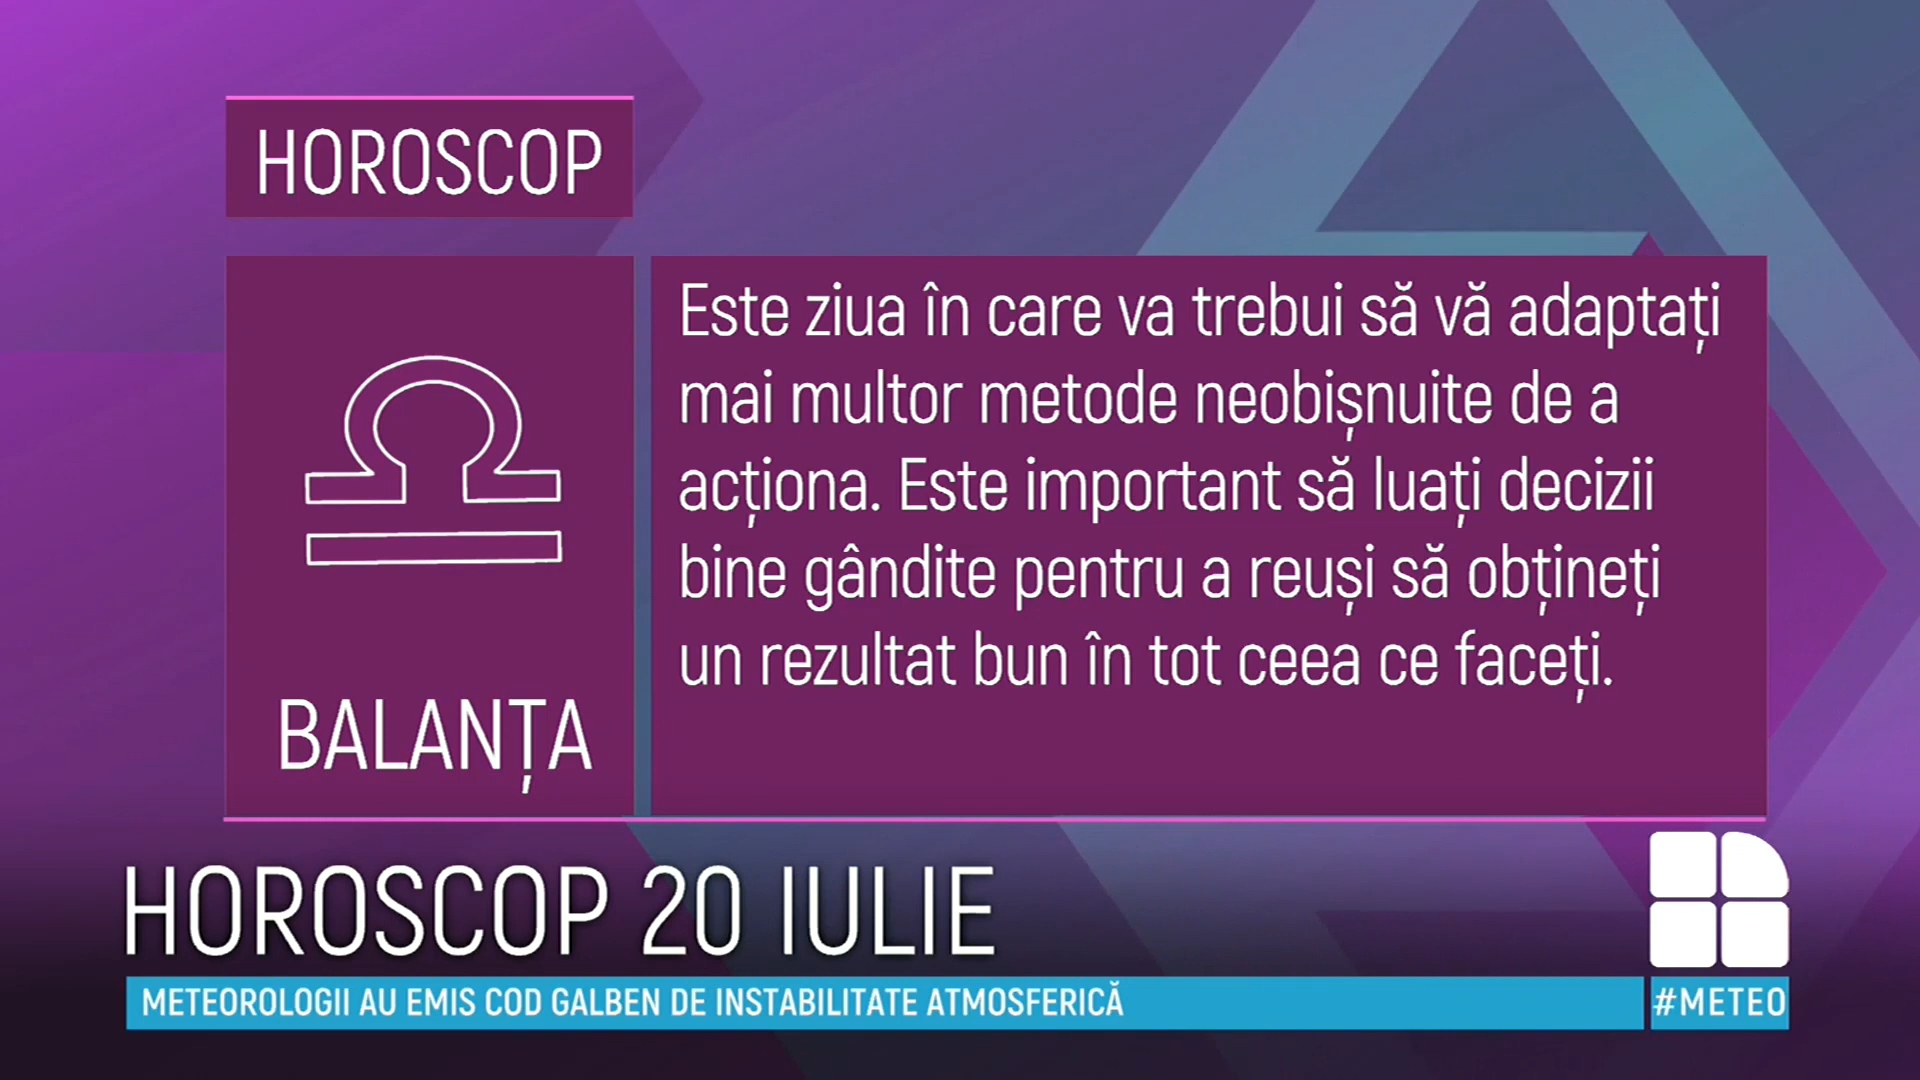 HOROSCOP
BALANȚA
Este ziua în care va trebui să vă adaptați
mai multor metode neobișnuite de a
acționa. Este important să luați decizii
bine gândite pentru a reuși să obțineți
un rezultat bun în tot ceea ce faceți.
HOROSCOP 20 IULIE
METEOROLOGII AU EMIS COD GALBEN DE INSTABILITATE ATMOSFERICĂ
#METEO